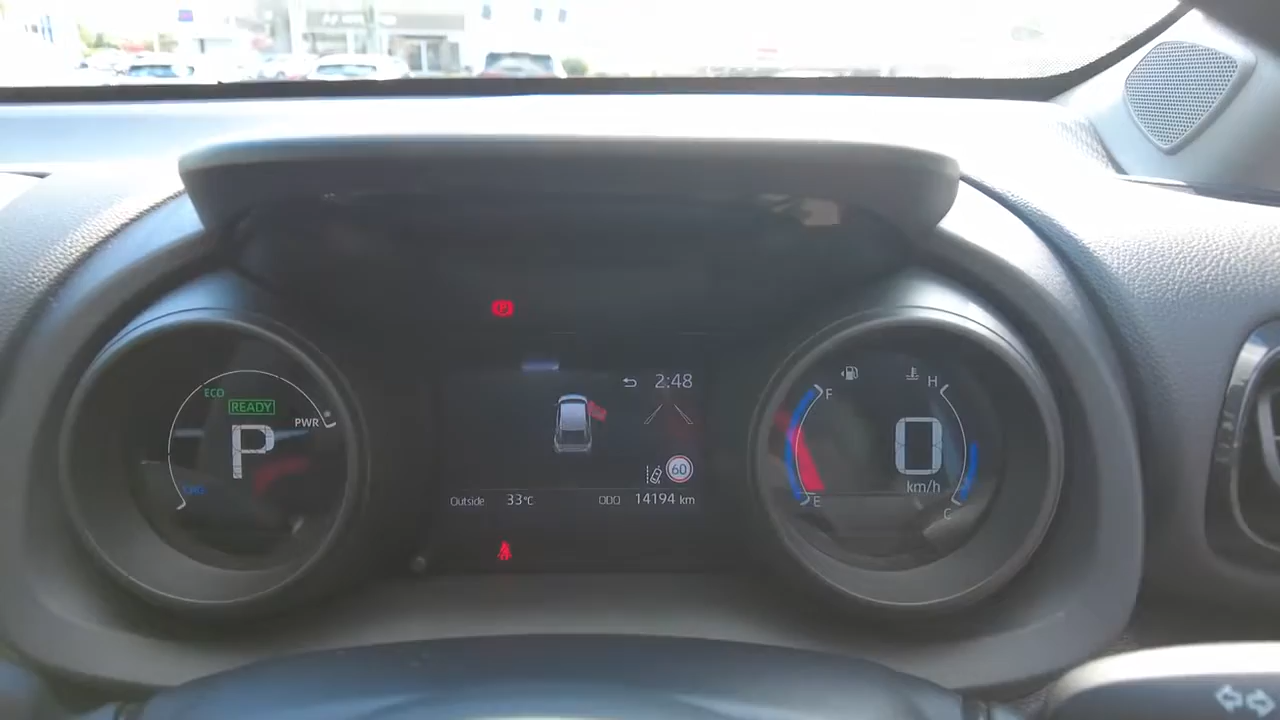 ECO
READY
PWR
P
CHG
2:48
60
Outside 33°C ODO 14194 km
F
E
H
0
km/h
C